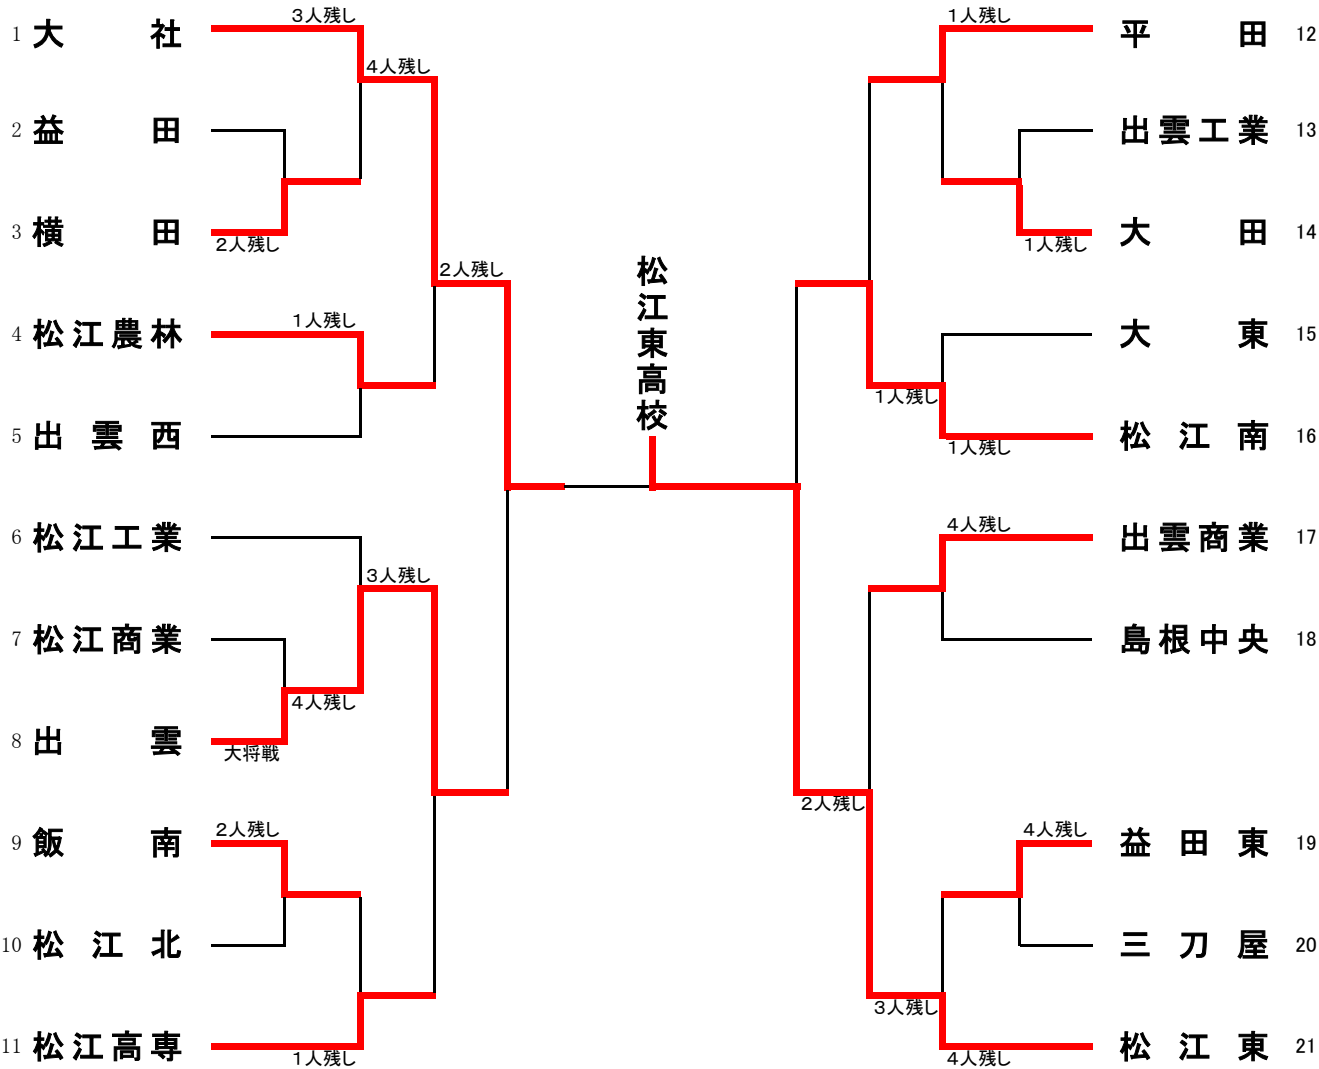 3人残し
1 大社
4人残し
2 益田
3 横田
2人残し
2人残し
1人残し
4 松江農林
5 出雲西
6 松江工業
3人残し
7 松江商業
4人残し
8 出雲
大将戦
2人残し
9 飯南
10 松江北
11 松江高専
1人残し
松江東高校
1人残し
平田 12
出雲工業 13
大田 14
1人残し
大東 15
1人残し
松江南 16
1人残し
4人残し
出雲商業 17
島根中央 18
2人残し
4人残し
益田東 19
三刀屋 20
3人残し
松江東 21
4人残し